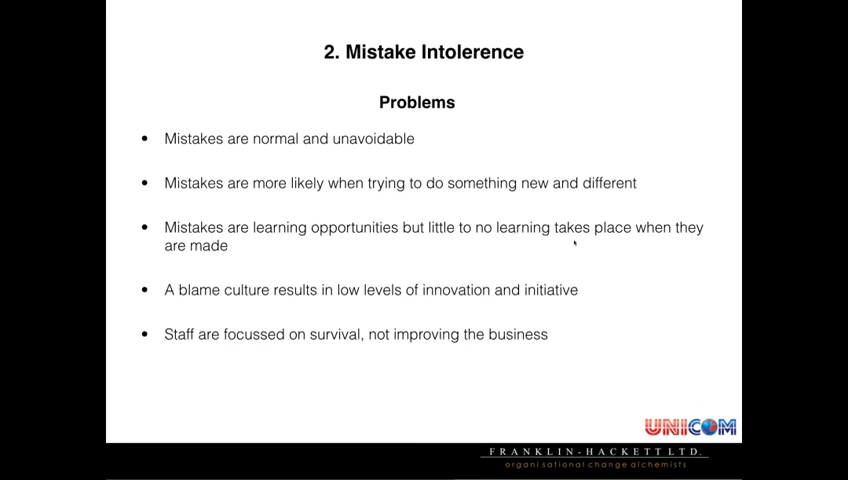 2. Mistake Intolerence
Problems
• Mistakes are normal and unavoidable
• Mistakes are more likely when trying to do something new and different
• Mistakes are learning opportunities but little to no learning takes place when they
are made
• A blame culture results in low levels of innovation and initiative
• Staff are focussed on survival, not improving the business
UNICOM
FRANKLIN-HACKETT LTD.
organisational change alchemists